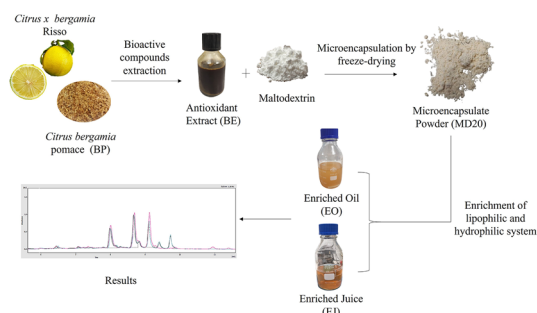 Citrus x bergamia
Risso
Bioactive
compounds
extraction
Microencapsulation by
freeze-drying
+
Maltodextrin
Antioxidant
Extract (BE)
Microencapsulate
Powder (MD20)
Citrus bergamia
pomace (BP)
Enriched Oil
(EO)
Enrichment of
lipophilic and
hydrophilic system
Results
Enriched Juice
(EJ)